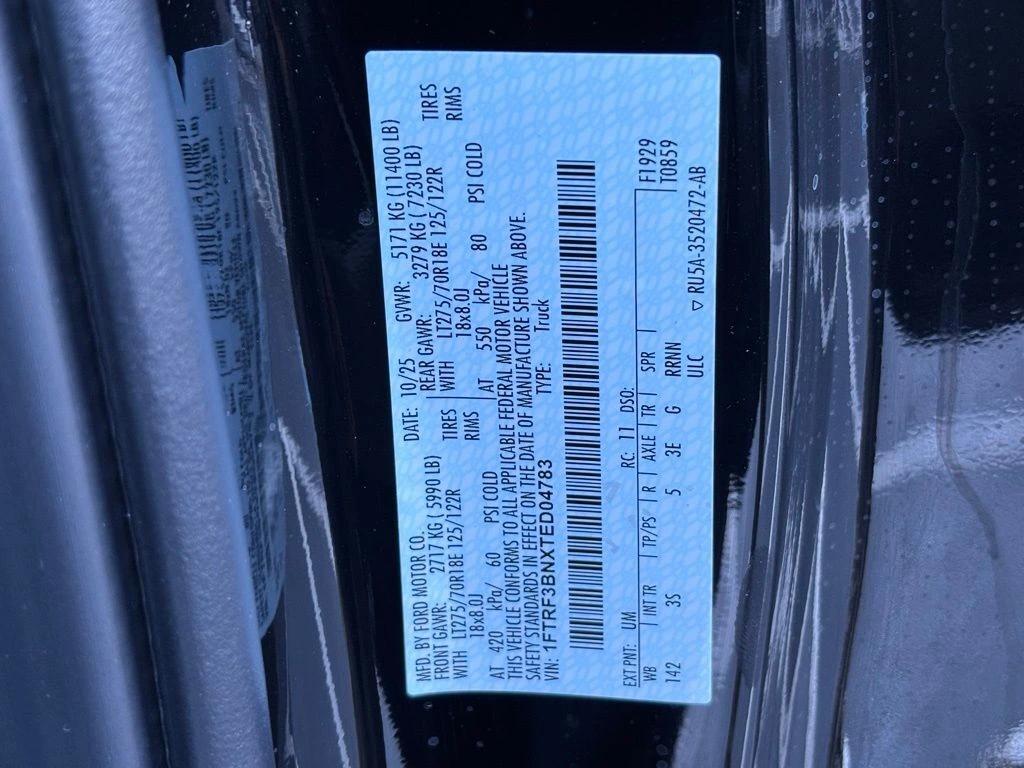 MFD. BY FORD MOTOR CO. DATE: 10/25 GVWR: 5171 KG (11400 LB)
FRONT GAWR: 2717 KG (5990 LB) REAR GAWR: 3279 KG (7230 LB)
WITH LT275/70R18E 125/122R TIRES WITH LT275/70R18E 125/122R TIRES
18x8.0J RIMS 18x8.0J RIMS
AT 420 kPa/ 60 PSI COLD AT 550 kPa/ 80 PSI COLD
THIS VEHICLE CONFORMS TO ALL APPLICABLE FEDERAL MOTOR VEHICLE
SAFETY STANDARDS IN EFFECT ON THE DATE OF MANUFACTURE SHOWN ABOVE.
VIN: 1FTRF3BNXTED04783 TYPE: Truck
EXT PNT: UM RC: 11 DSO: F1929
WB INT TR TP/PS R AXLE TR SPR T0859
142 3S 5 3E G RRNN
ULC ▽ RU5A-3520472-AB